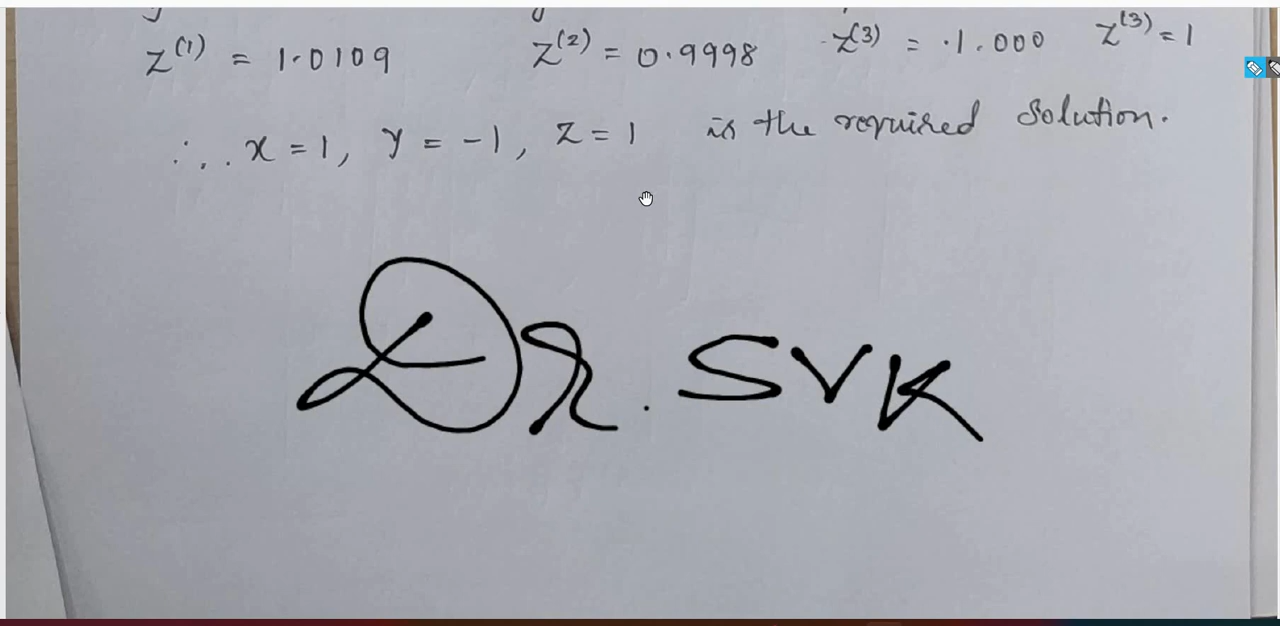 z⁽¹⁾ = 1.0109 z⁽²⁾ = 0.9998 z⁽³⁾ = 1.000 z⁽³⁾ = 1
∴ x = 1, y = -1, z = 1 is the required solution.
Dr. SVK